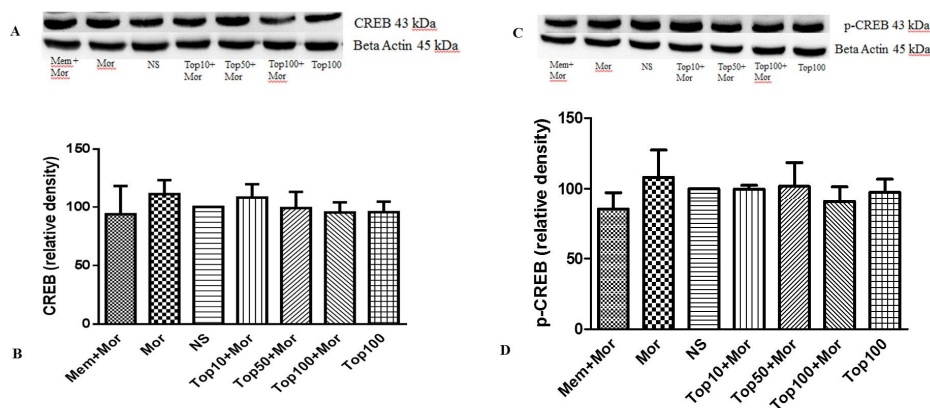 A
CREB 43 kDa
Beta Actin 45 kDa
Mem+
Mor
Mor
NS
Top10+
Mor
Top50+
Mor
Top100+
Mor
Top100
CREB (relative density)
150
100
50
0
Mem+Mor
Mor
NS
Top10+Mor
Top50+Mor
Top100+Mor
Top100
B
C
p-CREB 43 kDa
Beta Actin 45 kDa
Mem+
Mor
Mor
NS
Top10+
Mor
Top50+
Mor
Top100+
Mor
Top100
p-CREB (relative density)
150
100
50
0
Mem+Mor
Mor
NS
Top10+Mor
Top50+Mor
Top100+Mor
Top100
D